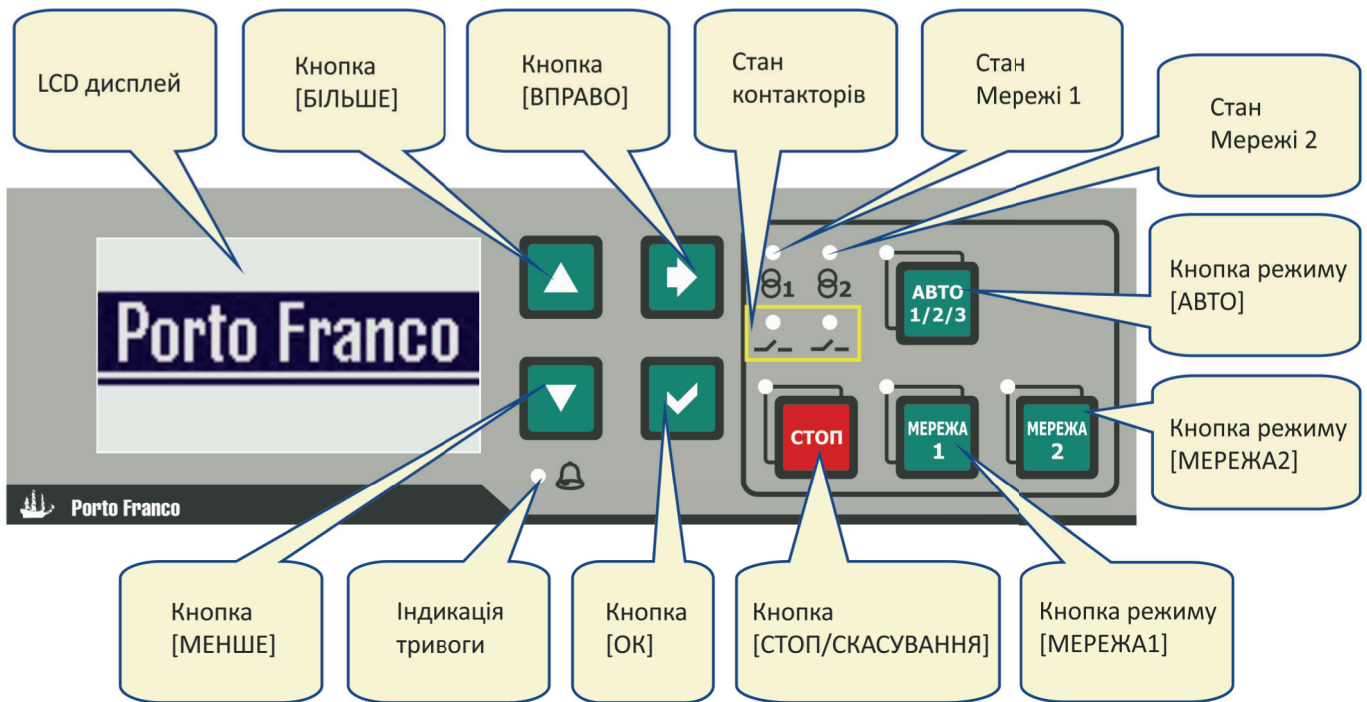 LCD дисплей
Кнопка
[БІЛЬШЕ]
Кнопка
[ВПРАВО]
Стан
контакторів
Стан
Мережі 1
Стан
Мережі 2
Porto Franco
1
2
АВТО
1/2/3
Кнопка режиму
[АВТО]
СТОП
МЕРЕЖА
1
МЕРЕЖА
2
Кнопка режиму
[МЕРЕЖА2]
Porto Franco
Кнопка
[МЕНШЕ]
Індикація
тривоги
Кнопка
[ОК]
Кнопка
[СТОП/СКАСУВАННЯ]
Кнопка режиму
[МЕРЕЖА1]